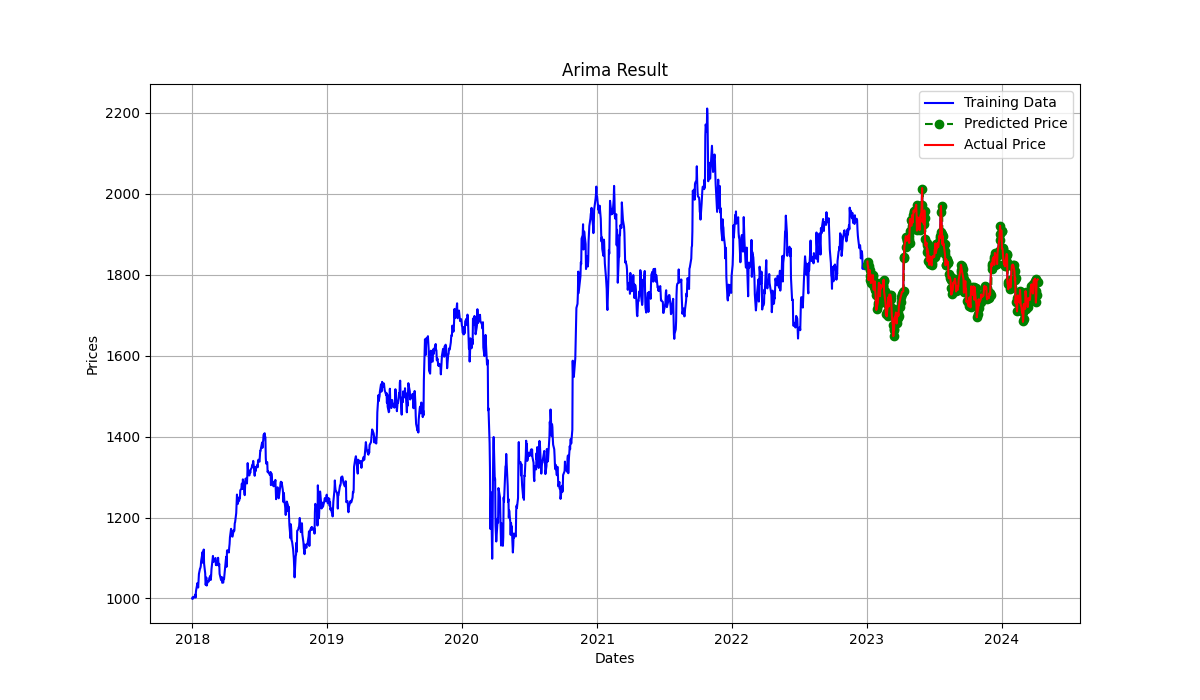 Arima Result
Training Data
Predicted Price
Actual Price
2200
2000
1800
1600
1400
1200
1000
Prices
2018 2019 2020 2021 2022 2023 2024
Dates